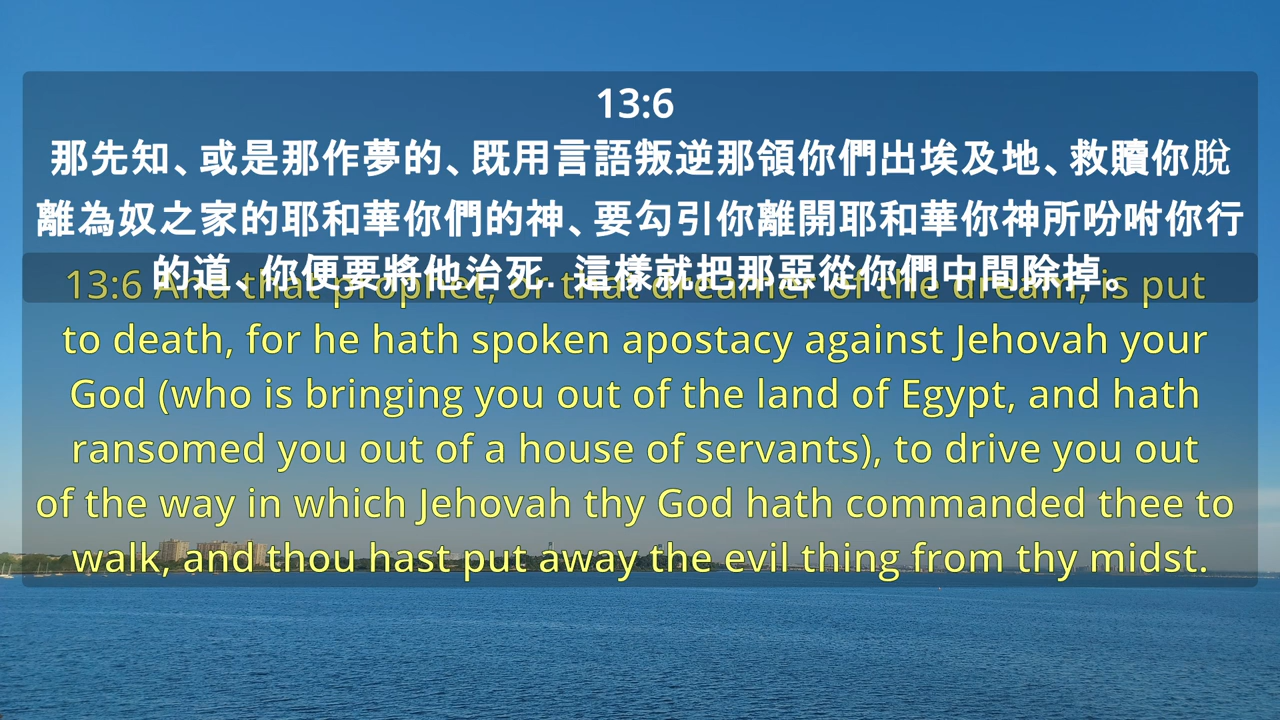 13:6
那先知、或是那作夢的、既用言語叛逆那領你們出埃及地、救贖你脫
離為奴之家的耶和華你們的神、要勾引你離開耶和華你神所吩咐你行
的道、你便要將他治死．這樣就把那惡從你們中間除掉。
13:6 And that prophet, or that dreamer of the dream, is put
to death, for he hath spoken apostacy against Jehovah your
God (who is bringing you out of the land of Egypt, and hath
ransomed you out of a house of servants), to drive you out
of the way in which Jehovah thy God hath commanded thee to
walk, and thou hast put away the evil thing from thy midst.